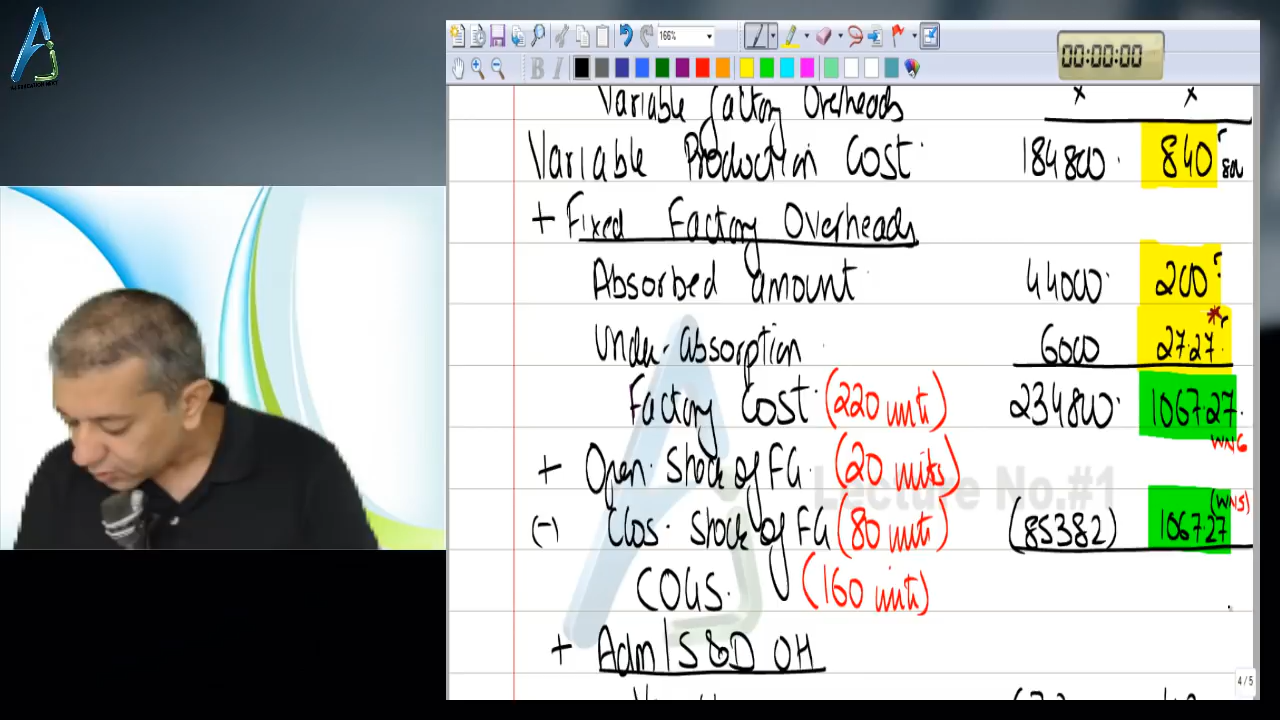 166%
00:00:00
Variable factory Overheads x x
Variable Production Cost 184800 840
+ Fixed Factory Overheads
Absorbed amount 44000 200
Under-absorption 6000 27.27 *
Factory Cost (220 units) 234800 1067.27
WN6
+ Open. Stock of FG (20 units)
Lecture No.#1
(WN5)
(-) Clos. Stock of FG (80 units) (85382) 1067.27
COGS. (160 units)
+ Adm/S&D OH
4/5